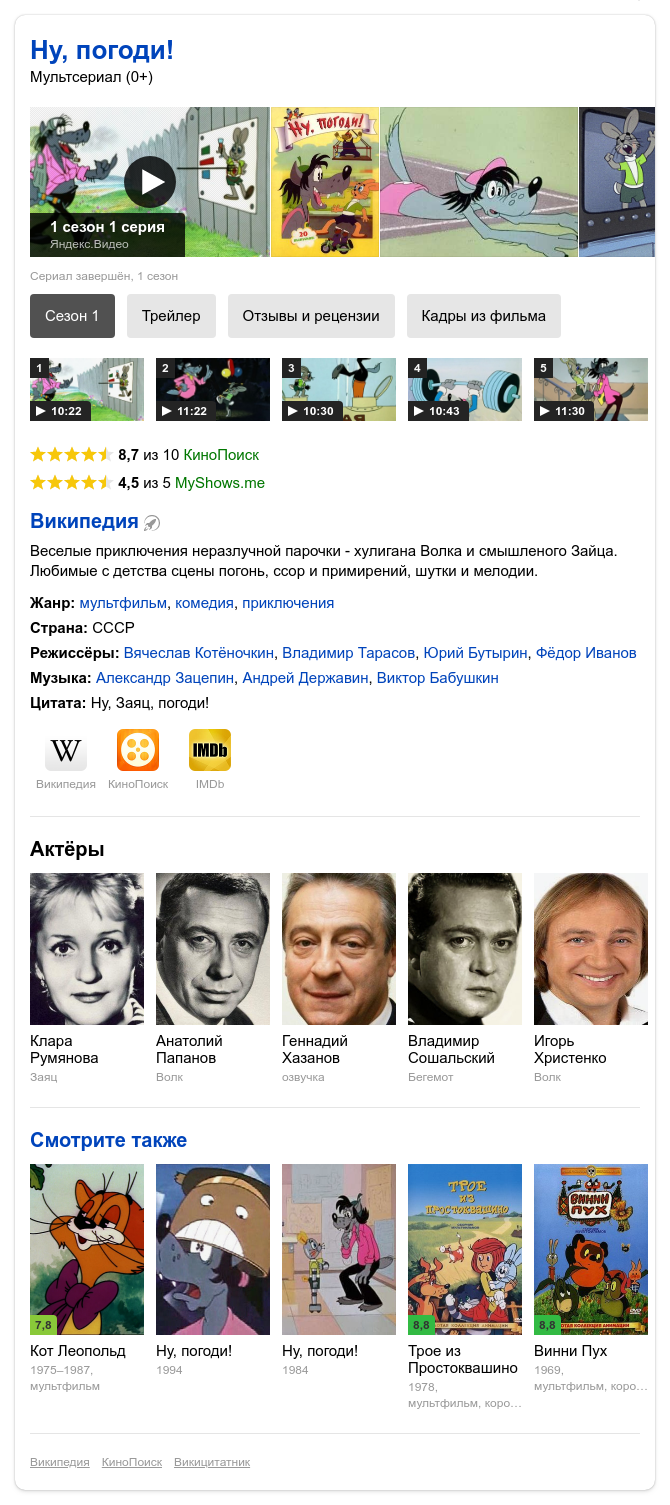 Ну, погоди!
Мультсериал (0+)
Ну, погоди!
20
1 сезон 1 серия
Яндекс.Видео
Сериал завершён, 1 сезон
Сезон 1 Трейлер Отзывы и рецензии Кадры из фильма
1 2 3 4 5
10:22 11:22 10:30 10:43 11:30
8,7 из 10 КиноПоиск
4,5 из 5 MyShows.me
Википедия
Веселые приключения неразлучной парочки - хулигана Волка и смышленого Зайца.
Любимые с детства сцены погонь, ссор и примирений, шутки и мелодии.
Жанр: мультфильм, комедия, приключения
Страна: СССР
Режиссёры: Вячеслав Котёночкин, Владимир Тарасов, Юрий Бутырин, Фёдор Иванов
Музыка: Александр Зацепин, Андрей Державин, Виктор Бабушкин
Цитата: Ну, Заяц, погоди!
W IMDb
Википедия КиноПоиск IMDb
Актёры
Клара Анатолий Геннадий Владимир Игорь
Румянова Папанов Хазанов Сошальский Христенко
Заяц Волк озвучка Бегемот Волк
Смотрите также
ТРОЕ ИЗ ПРОСТОКВАШИНО
ВИННИ ПУХ
7,8 8,8 8,8
Кот Леопольд Ну, погоди! Ну, погоди! Трое из Винни Пух
Простоквашино
1975–1987, 1994 1984 1978, 1969,
мультфильм мультфильм, коро… мультфильм, коро…
Википедия КиноПоиск Викицитатник